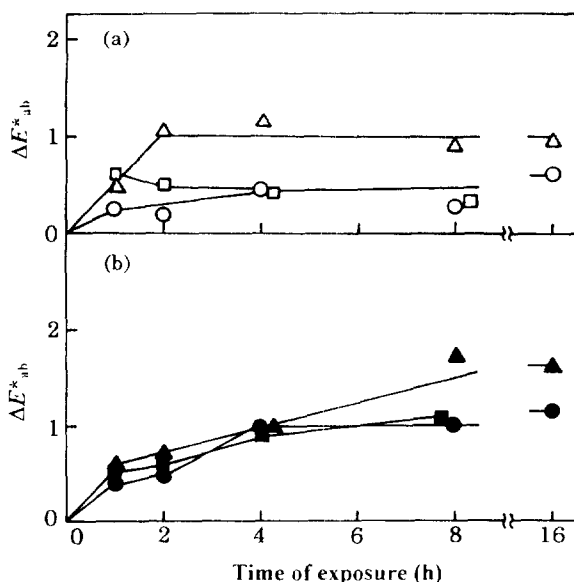 2
(a)
ΔE*ab
1
0
(b)
2
ΔE*ab
1
0
0 2 4 6 8 16
Time of exposure (h)